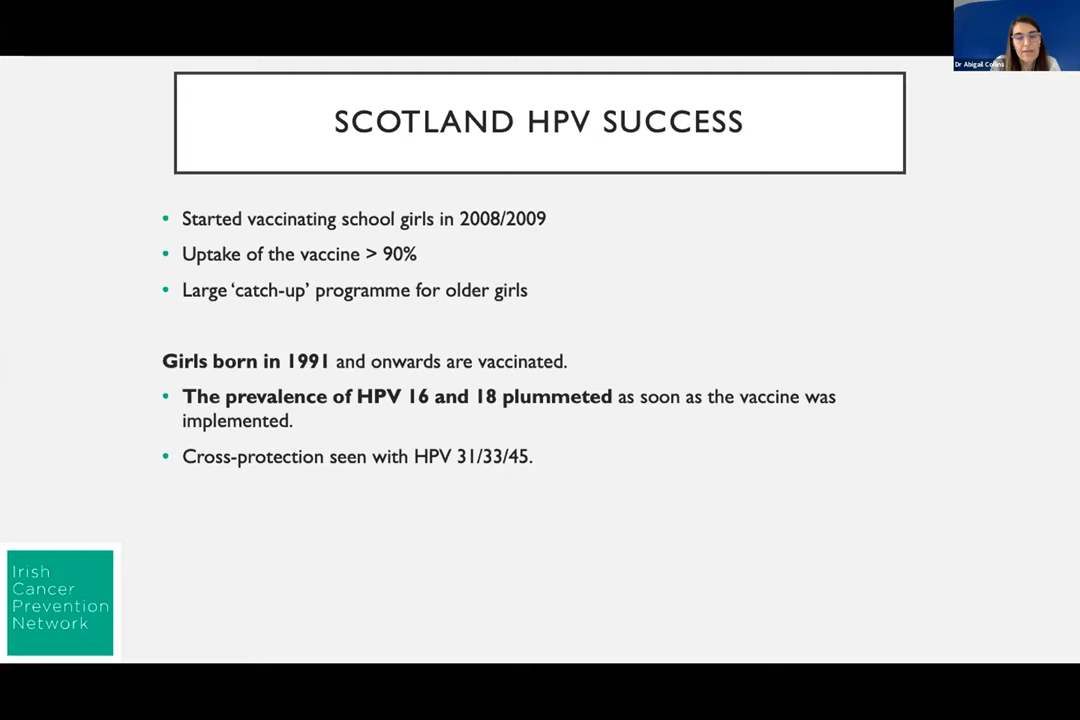 Dr Abigail Collins
SCOTLAND HPV SUCCESS
• Started vaccinating school girls in 2008/2009
• Uptake of the vaccine > 90%
• Large ‘catch-up’ programme for older girls
Girls born in 1991 and onwards are vaccinated.
• The prevalence of HPV 16 and 18 plummeted as soon as the vaccine was
implemented.
• Cross-protection seen with HPV 31/33/45.
Irish
Cancer
Prevention
Network